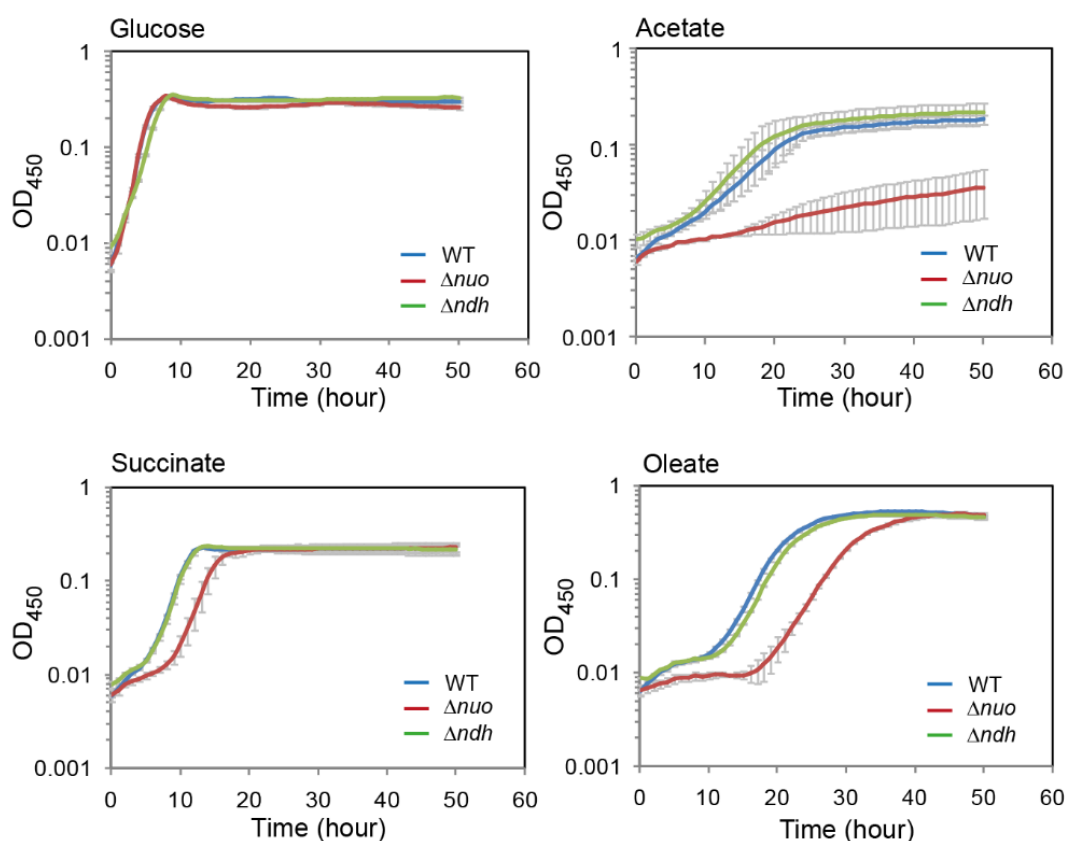 Glucose
1
0.1
0.01
0.001
OD450
WT
Δnuo
Δndh
0 10 20 30 40 50 60
Time (hour)
Acetate
1
0.1
0.01
0.001
OD450
WT
Δnuo
Δndh
0 10 20 30 40 50 60
Time (hour)
Succinate
1
0.1
0.01
0.001
OD450
WT
Δnuo
Δndh
0 10 20 30 40 50 60
Time (hour)
Oleate
1
0.1
0.01
0.001
OD450
WT
Δnuo
Δndh
0 10 20 30 40 50 60
Time (hour)